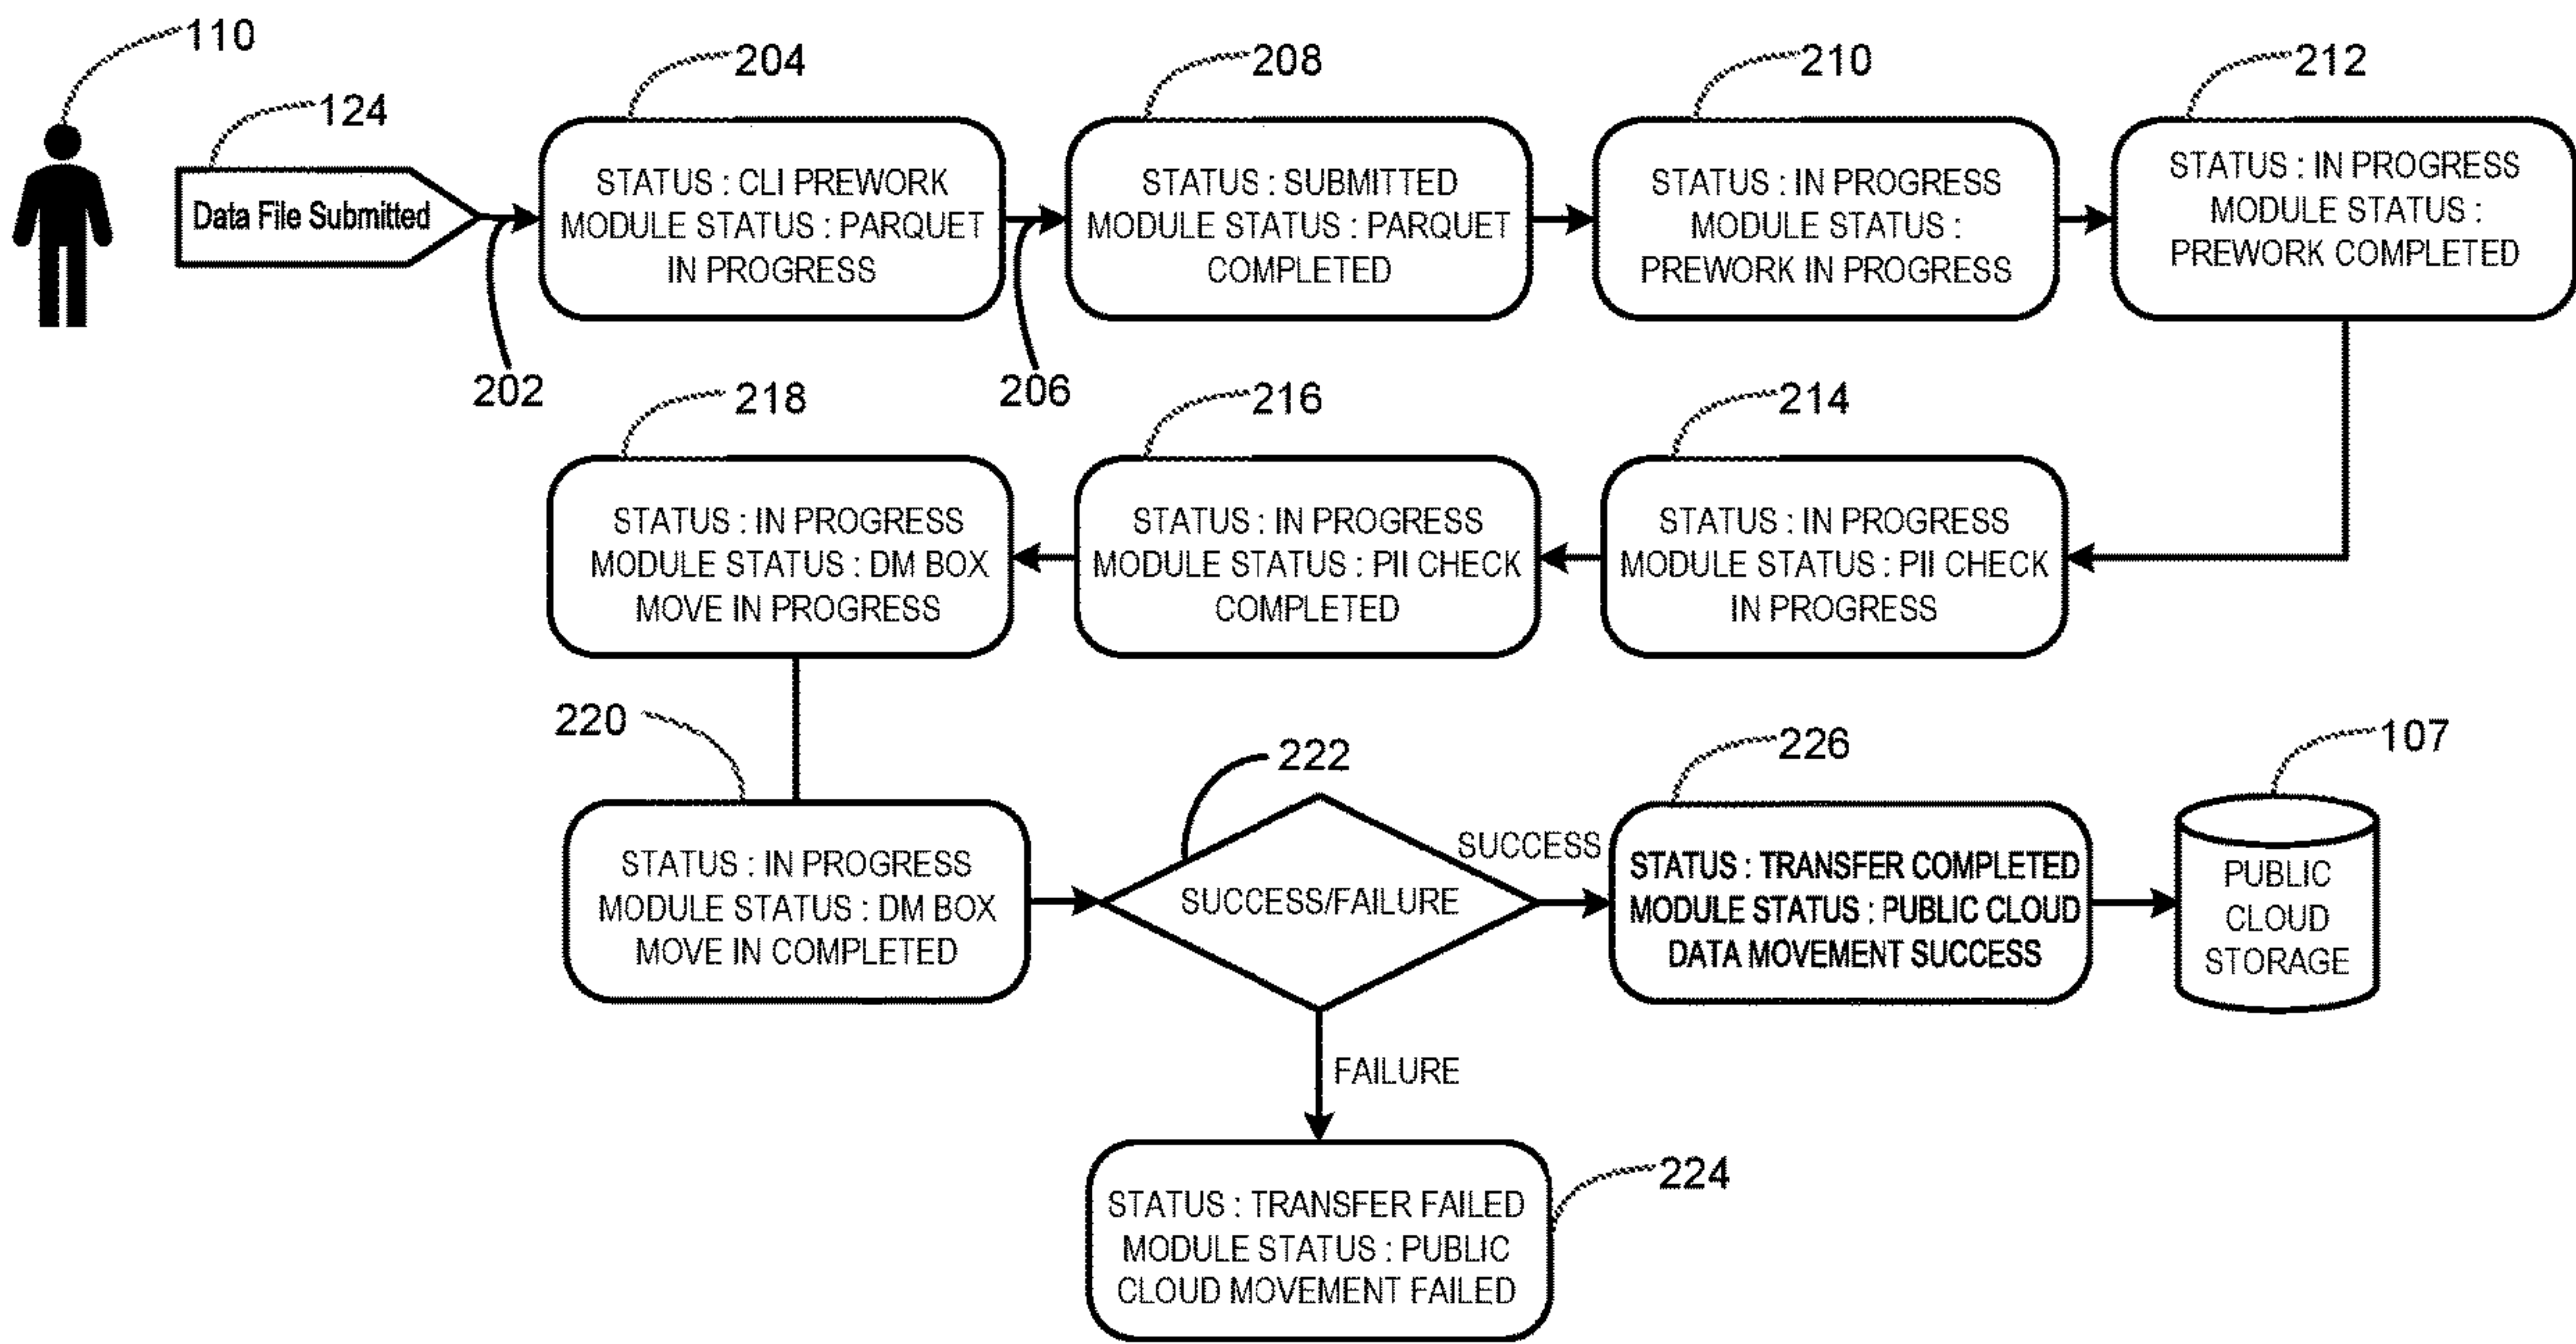 110
124
Data File Submitted
202
204
STATUS : CLI PREWORK
MODULE STATUS : PARQUET
IN PROGRESS
206
208
STATUS : SUBMITTED
MODULE STATUS : PARQUET
COMPLETED
210
STATUS : IN PROGRESS
MODULE STATUS :
PREWORK IN PROGRESS
212
STATUS : IN PROGRESS
MODULE STATUS :
PREWORK COMPLETED
214
STATUS : IN PROGRESS
MODULE STATUS : PII CHECK
IN PROGRESS
216
STATUS : IN PROGRESS
MODULE STATUS : PII CHECK
COMPLETED
218
STATUS : IN PROGRESS
MODULE STATUS : DM BOX
MOVE IN PROGRESS
220
STATUS : IN PROGRESS
MODULE STATUS : DM BOX
MOVE IN COMPLETED
222
SUCCESS/FAILURE
SUCCESS
226
STATUS : TRANSFER COMPLETED
MODULE STATUS : PUBLIC CLOUD
DATA MOVEMENT SUCCESS
107
PUBLIC
CLOUD
STORAGE
FAILURE
224
STATUS : TRANSFER FAILED
MODULE STATUS : PUBLIC
CLOUD MOVEMENT FAILED